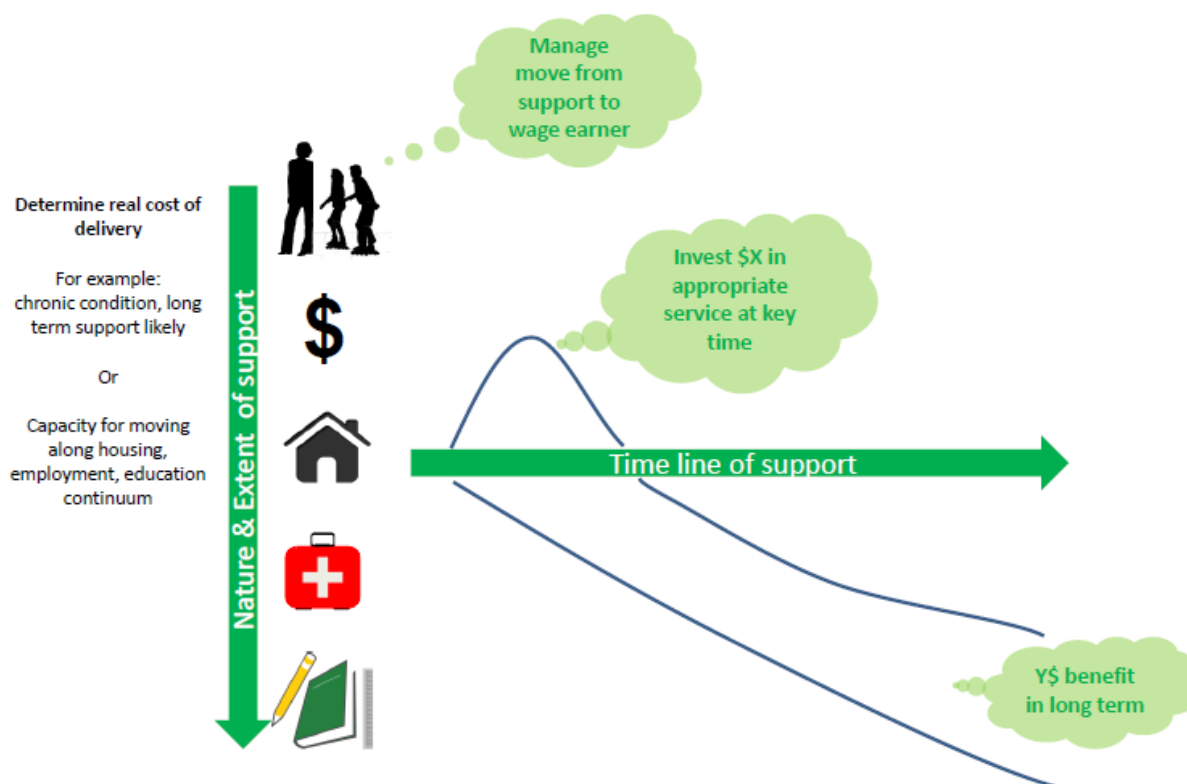 Manage
move from
support to
wage earner
Determine real cost of
delivery
For example:
chronic condition, long
term support likely
Or
Capacity for moving
along housing,
employment, education
continuum
Nature & Extent of support
$
Invest $X in
appropriate
service at key
time
Time line of support
Y$ benefit
in long term